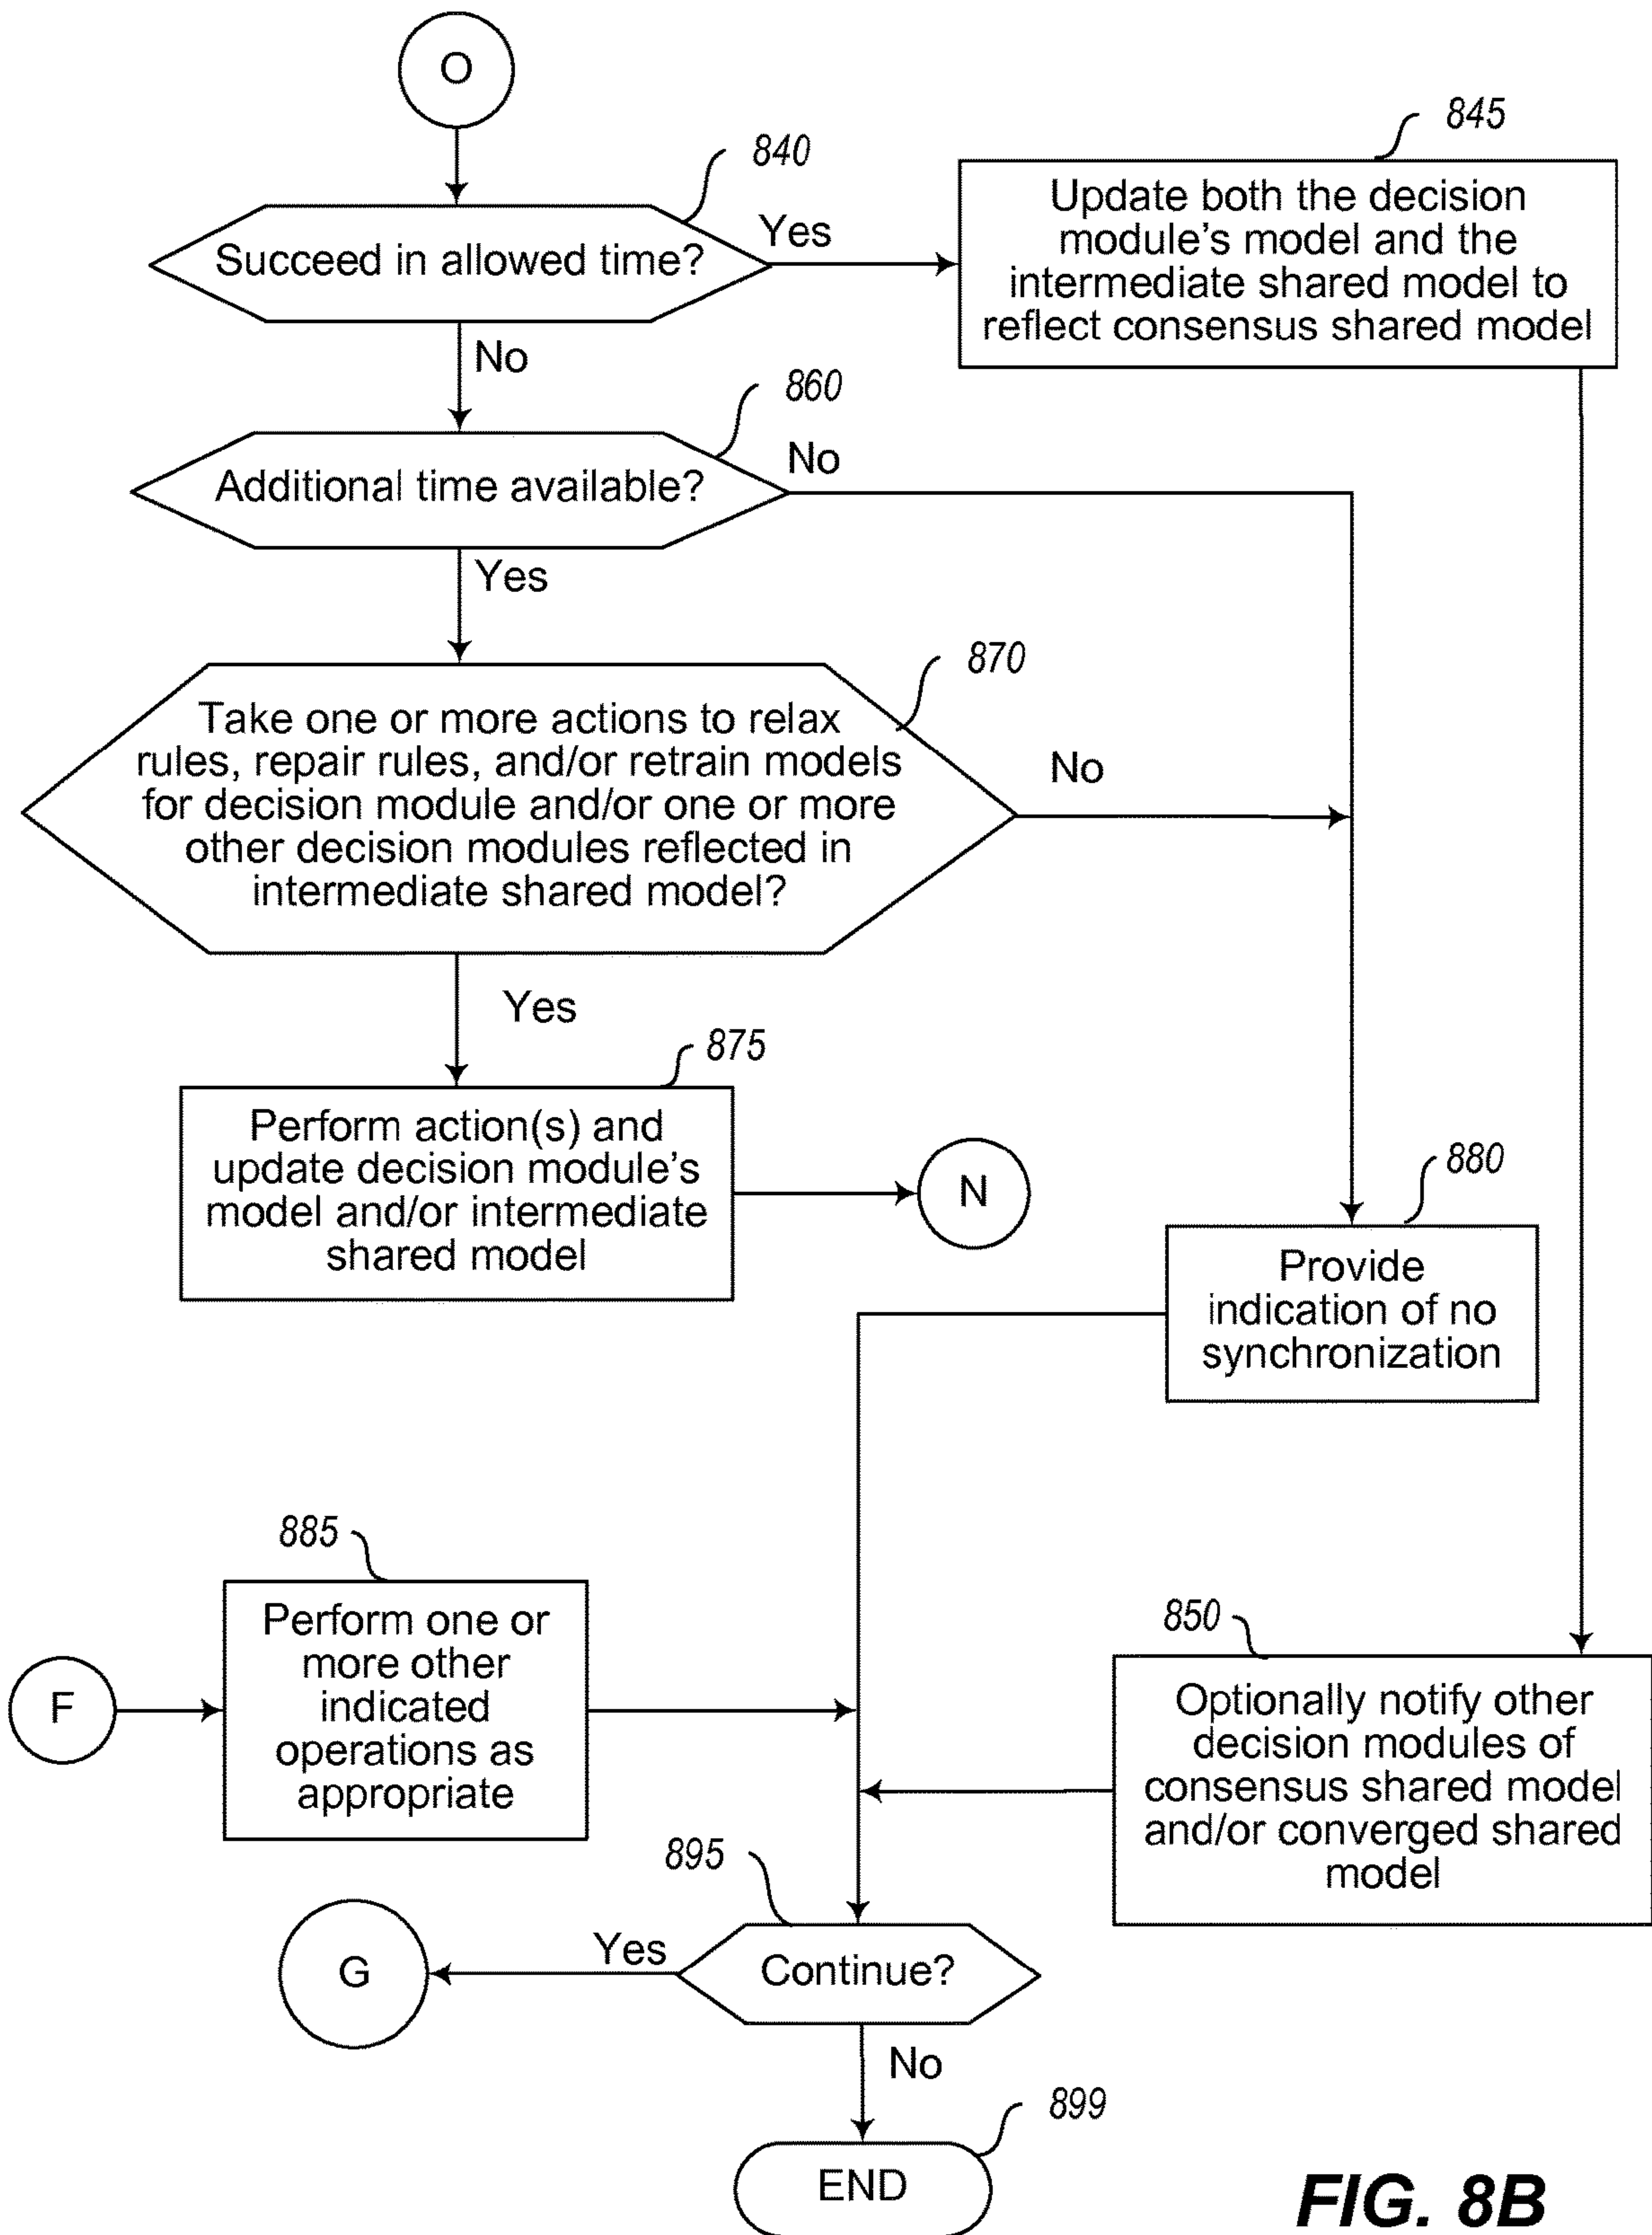 O
840
Succeed in allowed time?
Yes
845
Update both the decision
module's model and the
intermediate shared model to
reflect consensus shared model
No
860
Additional time available?
No
Yes
870
Take one or more actions to relax
rules, repair rules, and/or retrain models
for decision module and/or one or more
other decision modules reflected in
intermediate shared model?
No
Yes
875
Perform action(s) and
update decision module's
model and/or intermediate
shared model
N
880
Provide
indication of no
synchronization
885
F
Perform one or
more other
indicated
operations as
appropriate
850
Optionally notify other
decision modules of
consensus shared model
and/or converged shared
model
895
Continue?
Yes
G
No
899
END
FIG. 8B